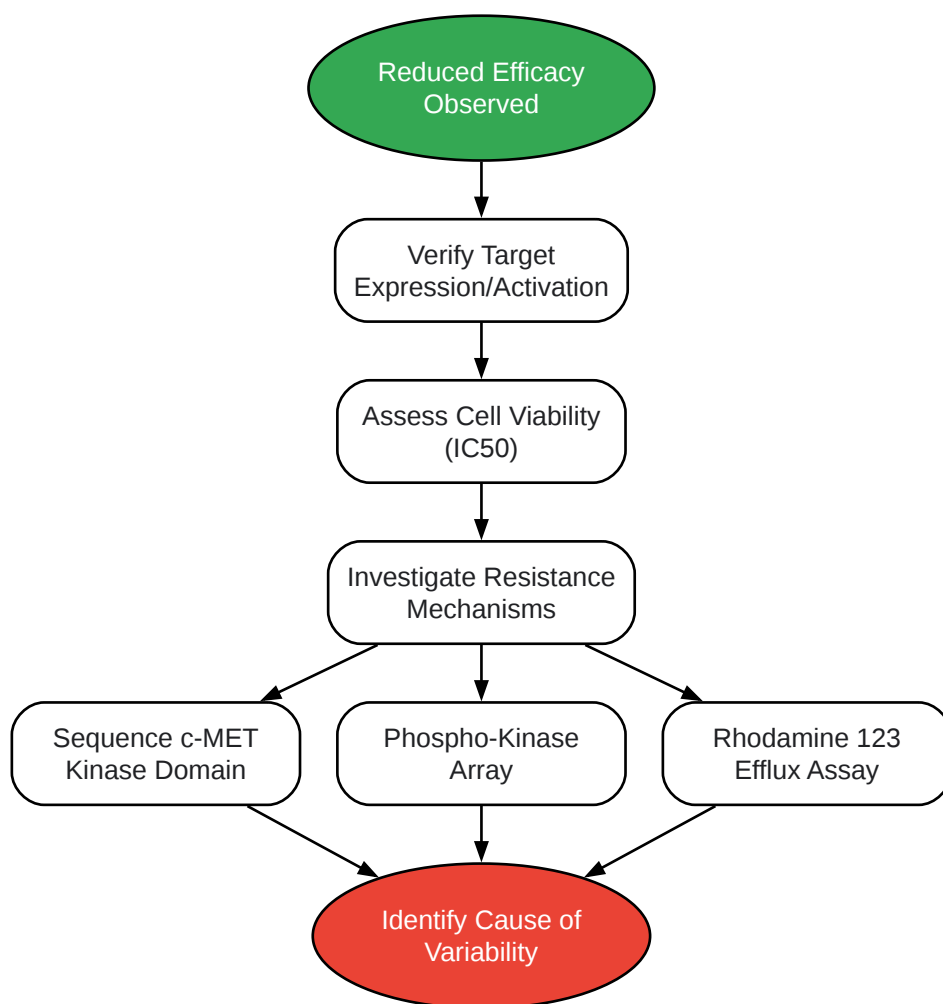 Reduced Efficacy
Observed
Verify Target
Expression/Activation
Assess Cell Viability
(IC50)
Investigate Resistance
Mechanisms
Sequence c-MET
Kinase Domain
Phospho-Kinase
Array
Rhodamine 123
Efflux Assay
Identify Cause of
Variability